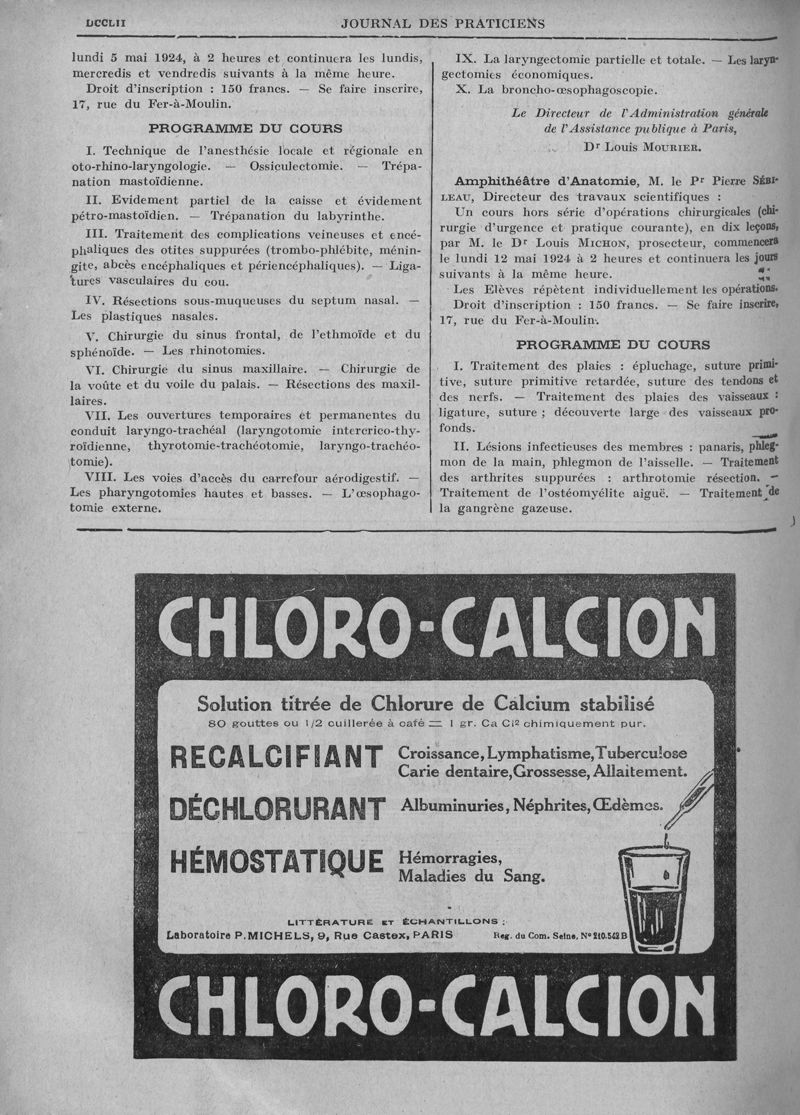 DCCLII
JOURNAL DES PRATICIENS
lundi 5 mai 1924, à 2 heures et continuera les lundis,
mercredis et vendredis suivants à la même heure.
Droit d'inscription : 150 francs. — Se faire inscrire,
17, rue du Fer-à-Moulin.
PROGRAMME DU COURS
I. Technique de l'anesthésie locale et régionale en
oto-rhino-laryngologie. — Ossiculectomie. — Trépa-
nation mastoïdienne.
II. Evidement partiel de la caisse et évidement
pétro-mastoïdien. — Trépanation du labyrinthe.
III. Traitement des complications veineuses et encé-
phaliques des otites suppurées (trombo-phlébite, ménin-
gite, abcès encéphaliques et périencéphaliques). — Liga-
tures vasculaires du cou.
IV. Résections sous-muqueuses du septum nasal. —
Les plastiques nasales.
V. Chirurgie du sinus frontal, de l'ethmoïde et du
sphénoïde. — Les rhinotomies.
VI. Chirurgie du sinus maxillaire. — Chirurgie de
la voûte et du voile du palais. — Résections des maxil-
laires.
VII. Les ouvertures temporaires et permanentes du
conduit laryngo-trachéal (laryngotomie intercrico-thy-
roïdienne, thyrotomie-trachéotomie, laryngo-trachéo-
tomie).
VIII. Les voies d'accès du carrefour aérodigestif. —
Les pharyngotomies hautes et basses. — L'œsophago-
tomie externe.
IX. La laryngectomie partielle et totale. — Les laryn-
gectomies économiques.
X. La broncho-œsophagoscopie.
Le Directeur de l'Administration générale
de l'Assistance publique à Paris,
Dr Louis MOURIER.
Amphithéâtre d'Anatomie, M. le Pr Pierre SÉBI-
LEAU, Directeur des travaux scientifiques :
Un cours hors série d'opérations chirurgicales (chi-
rurgie d'urgence et pratique courante), en dix leçons,
par M. le Dr Louis MICHON, prosecteur, commencera
le lundi 12 mai 1924 à 2 heures et continuera les jours
suivants à la même heure.
Les Elèves répètent individuellement les opérations.
Droit d'inscription : 150 francs. — Se faire inscrire,
17, rue du Fer-à-Moulin.
PROGRAMME DU COURS
I. Traitement des plaies : épluchage, suture primi-
tive, suture primitive retardée, suture des tendons et
des nerfs. — Traitement des plaies des vaisseaux :
ligature, suture ; découverte large des vaisseaux pro-
fonds.
II. Lésions infectieuses des membres : panaris, phleg-
mon de la main, phlegmon de l'aisselle. — Traitement
des arthrites suppurées : arthrotomie résection. —
Traitement de l'ostéomyélite aiguë. — Traitement de
la gangrène gazeuse.
CHLORO-CALCION
Solution titrée de Chlorure de Calcium stabilisé
80 gouttes ou 1/2 cuillerée à café = 1 gr. Ca Cl² chimiquement pur.
RECALCIFIANT
Croissance, Lymphatisme, Tuberculose
Carie dentaire, Grossesse, Allaitement.
DÉCHLORURANT
Albuminuries, Néphrites, Œdèmes.
HÉMOSTATIQUE
Hémorragies,
Maladies du Sang.
LITTÉRATURE ET ÉCHANTILLONS :
Laboratoire P. MICHELS, 9, Rue Castex, PARIS
Reg. du Com. Seine, N° 210.542 B
CHLORO-CALCION